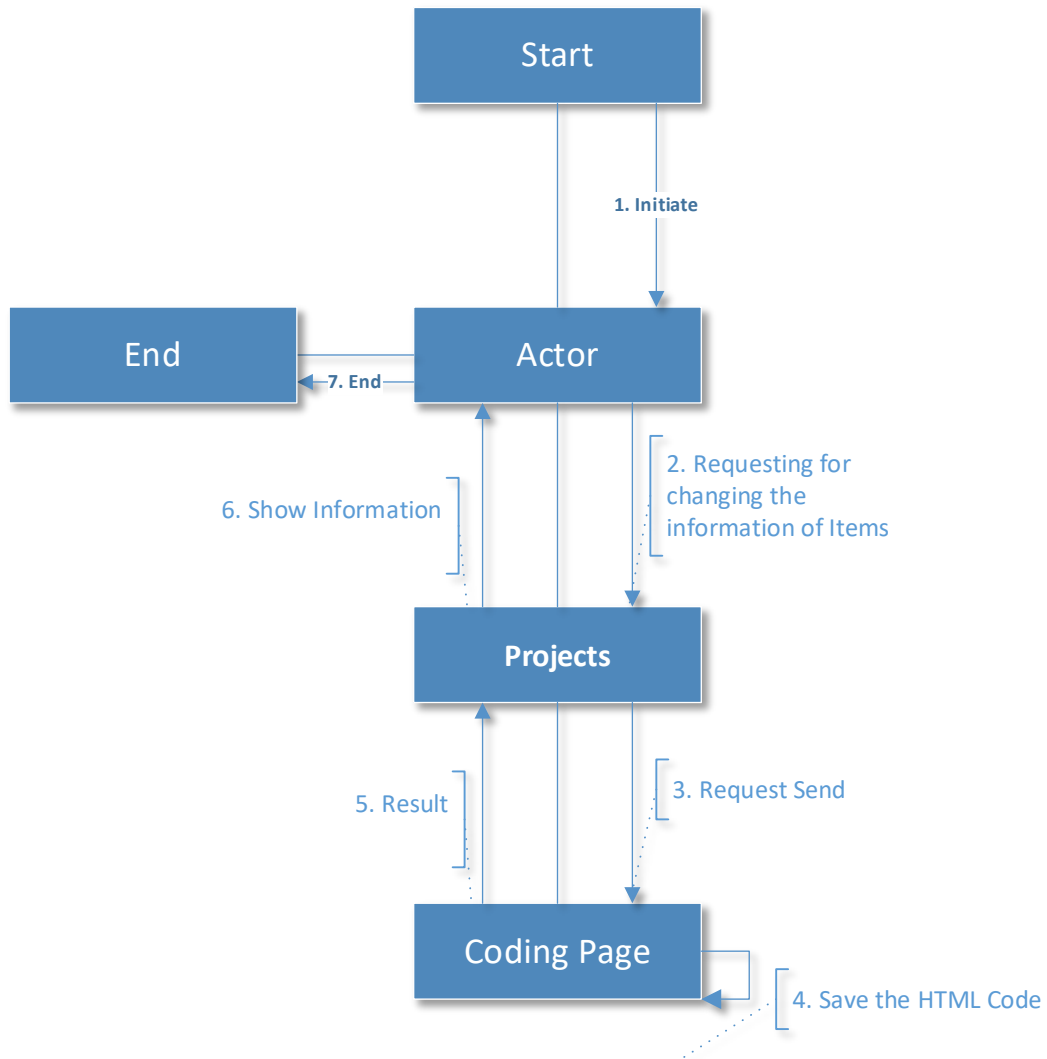 Start
1. Initiate
End
7. End
Actor
6. Show Information
2. Requesting for
changing the
information of Items
Projects
5. Result
3. Request Send
Coding Page
4. Save the HTML Code